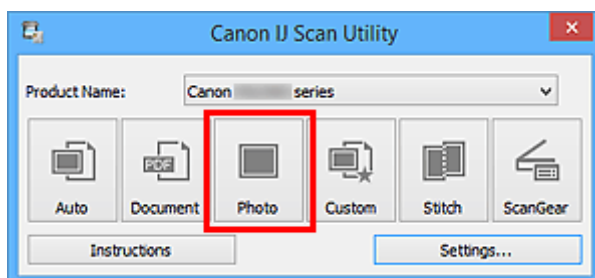 Canon IJ Scan Utility
Product Name: Canon series
PDF
Auto Document Photo Custom Stitch ScanGear
Instructions Settings...